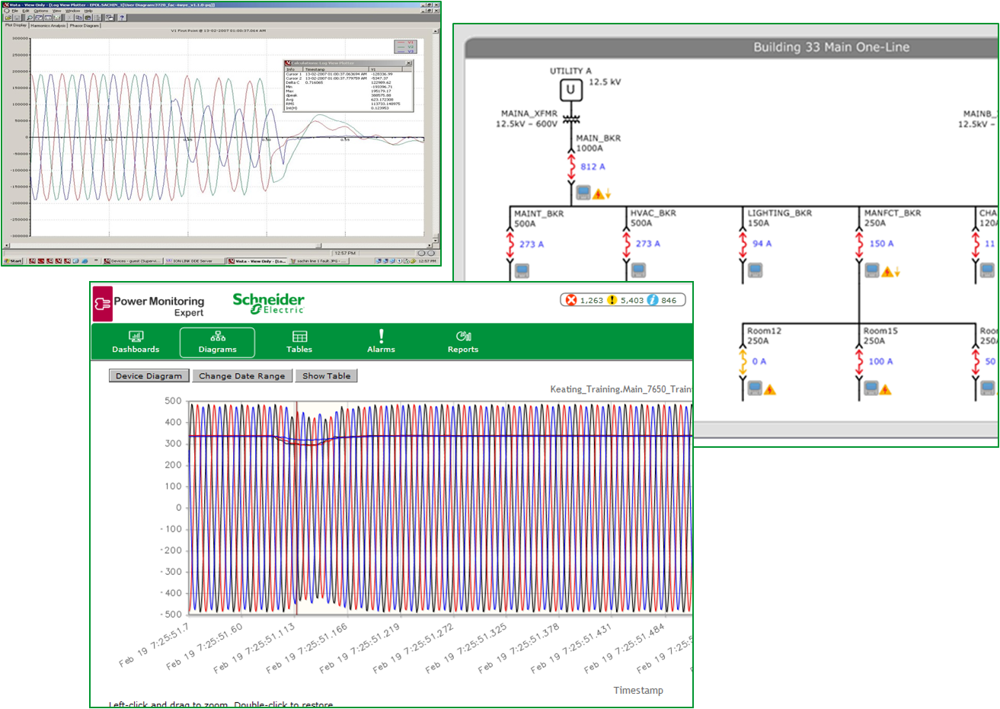 Vista - View Only - [Log View Plotter - EPOL.SACHIN_1[User Diagram:3720_fac-4wye_v1.1.0-pq]]
File Edit Options View Window Help
Plot Display Harmonics Analysis Phasor Diagram
V1 First Point @ 13-02-2007 01:00:37.064 AM
300000
250000
200000
150000
100000
50000
0
-50000
-100000
-150000
-200000
-250000
-300000
V1
V2
V3
Calculations: Log View Plotter
Info Timestamp V1
Cursor 1 13-02-2007 01:00:37.063694 AM -128336.99
Cursor 2 13-02-2007 01:00:37.779759 AM -5347.37
Delta C 0.716065 122989.62
Min -193396.71
Max 195179.17
dpeak 388575.88
Avg 623.172308
RMS 113733.148975
Int(H) 0.123953
12:57 PM
Start Devices - guest (Supervi... ION LINK DDE Server Vista - View Only - [Lo... sachin line 1 fault.JPG - ... 12:57 PM
Building 33 Main One-Line
UTILITY A
U
12.5 kV
MAINA_XFMR
12.5kV - 600V
MAINB_
12.5kV -
MAIN_BKR
1000A
812 A
MAINT_BKR
500A
273 A
HVAC_BKR
500A
273 A
LIGHTING_BKR
150A
94 A
MANFCT_BKR
250A
150 A
CHA
120A
11
Room12
250A
0 A
Room15
250A
100 A
Roo
250
50
Power Monitoring
Expert
Schneider
Electric
1,263 5,403 846
Dashboards Diagrams Tables Alarms Reports
Device Diagram Change Date Range Show Table
Keating_Training.Main_7650_Train
500
400
300
200
100
0
-100
-200
-300
-400
-500
Feb 19 7:25:51.7
Feb 19 7:25:51.60
Feb 19 7:25:51.113
Feb 19 7:25:51.166
Feb 19 7:25:51.219
Feb 19 7:25:51.272
Feb 19 7:25:51.325
Feb 19 7:25:51.378
Feb 19 7:25:51.431
Feb 19 7:25:51.484
Feb 19 7:25:5
Timestamp
Left-click and drag to zoom. Double-click to restore.